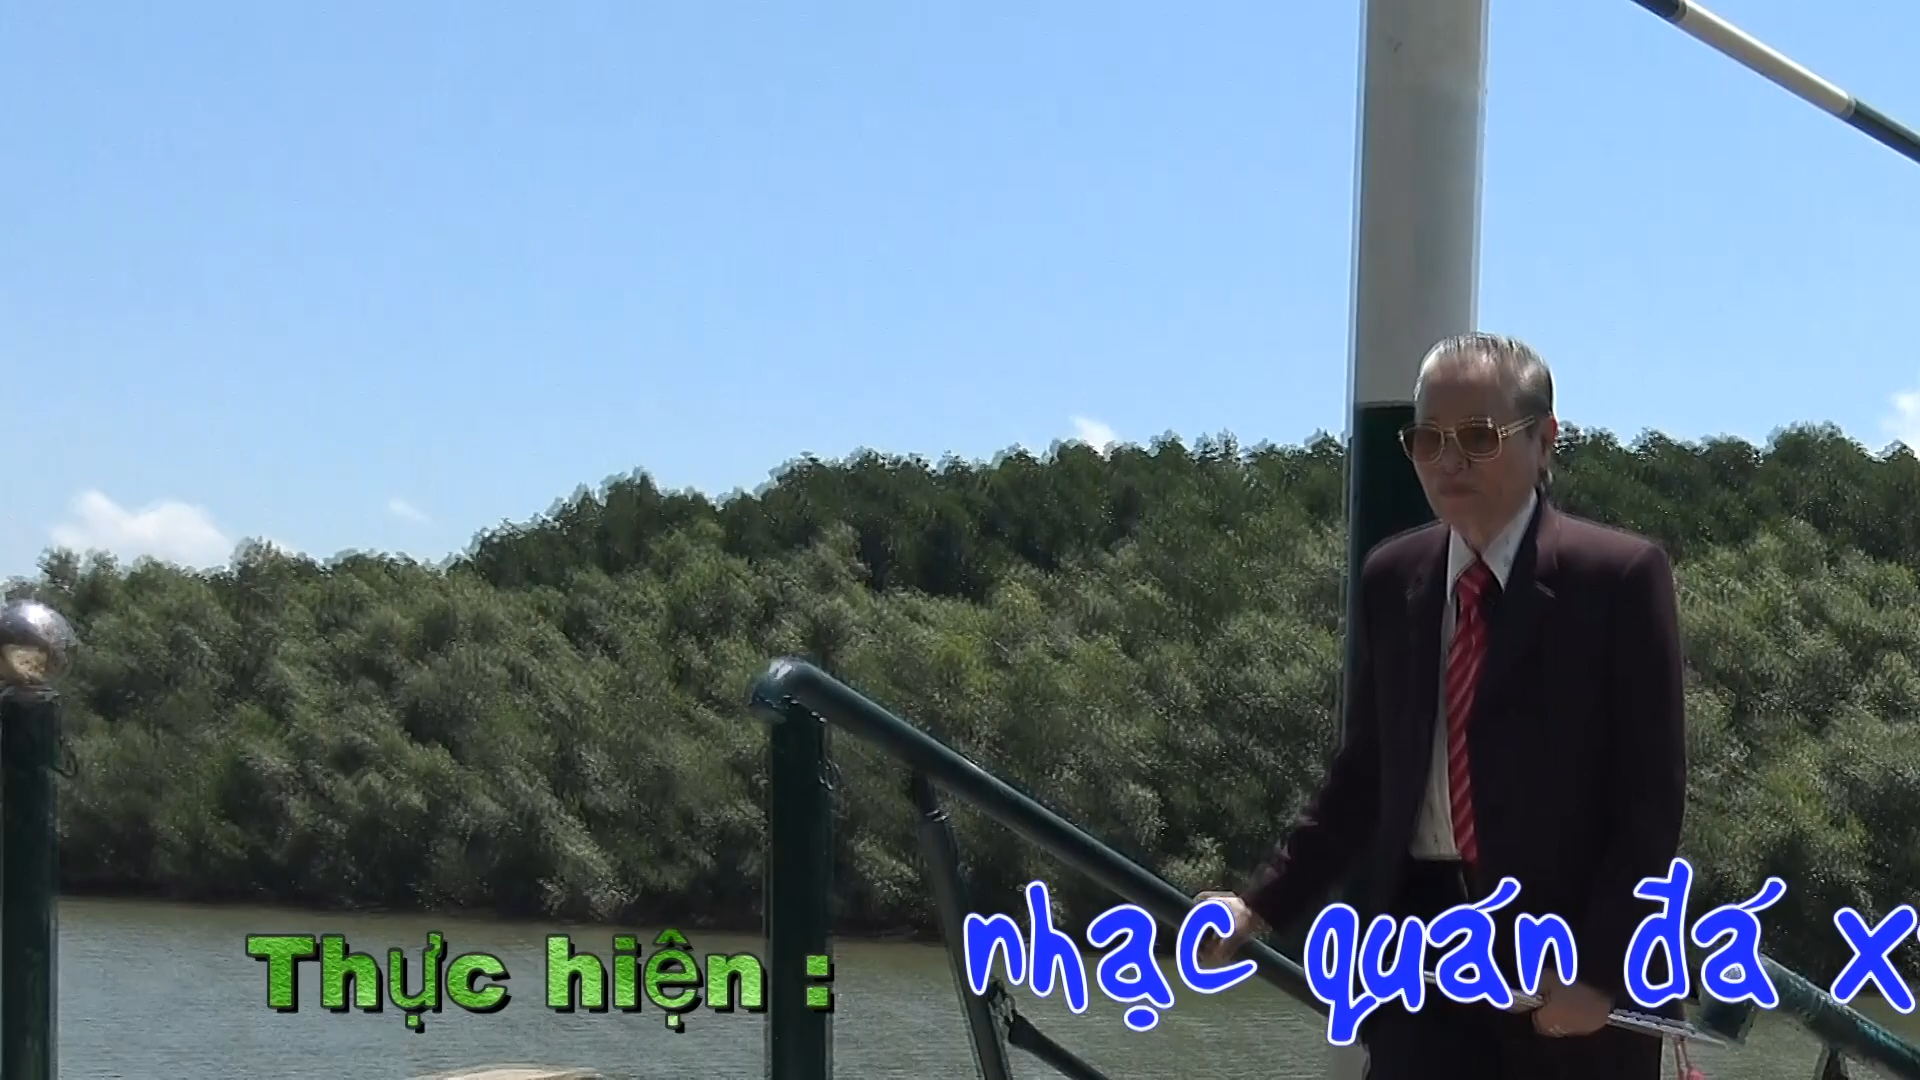 Thực hiện : nhạc quán đá x